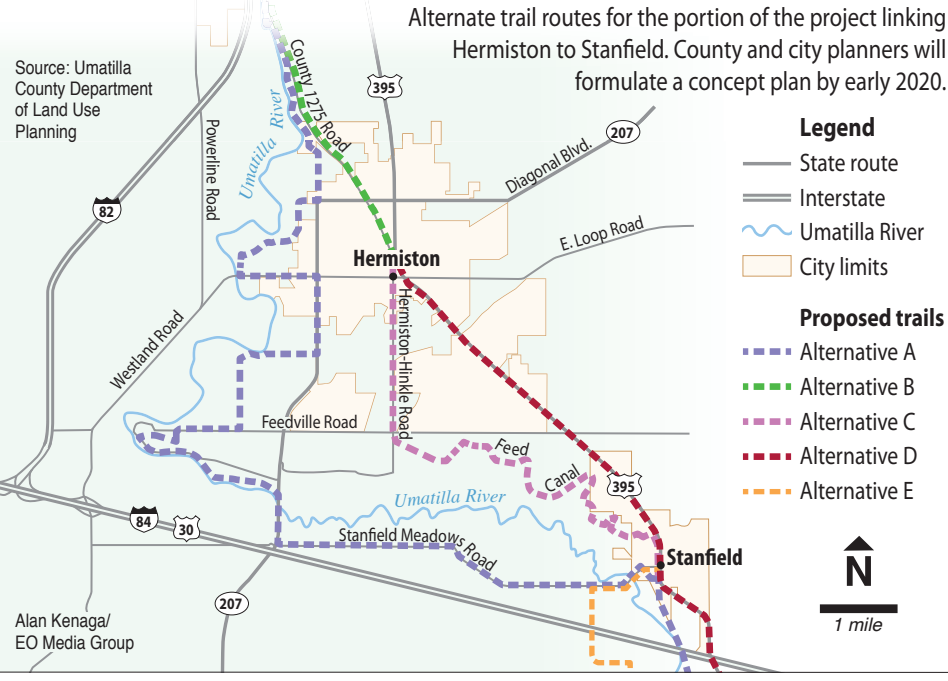 Alternate trail routes for the portion of the project linking
Hermiston to Stanfield. County and city planners will
formulate a concept plan by early 2020.
Source: Umatilla
County Department
of Land Use
Planning
Legend
State route
Interstate
Umatilla River
City limits
Proposed trails
Alternative A
Alternative B
Alternative C
Alternative D
Alternative E
County 1275 Road
395
207
Powerline Road
Umatilla River
Diagonal Blvd.
82
E. Loop Road
Hermiston
Hermiston-Hinkle Road
Westland Road
Feedville Road
Feed
Canal
395
Umatilla River
84
30
Stanfield Meadows Road
Stanfield
207
N
1 mile
Alan Kenaga/
EO Media Group